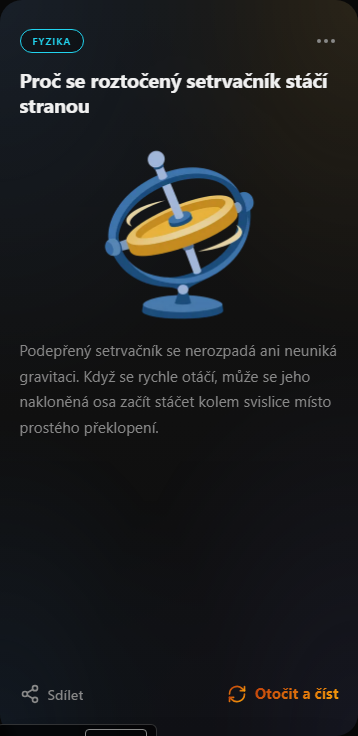 FYZIKA
Proč se roztočený setrvačník stáčí
stranou
Podepřený setrvačník se nerozpadá ani neuniká
gravitaci. Když se rychle otáčí, může se jeho
nakloněná osa začít stáčet kolem svislice místo
prostého překlopení.
Sdílet
Otočit a číst